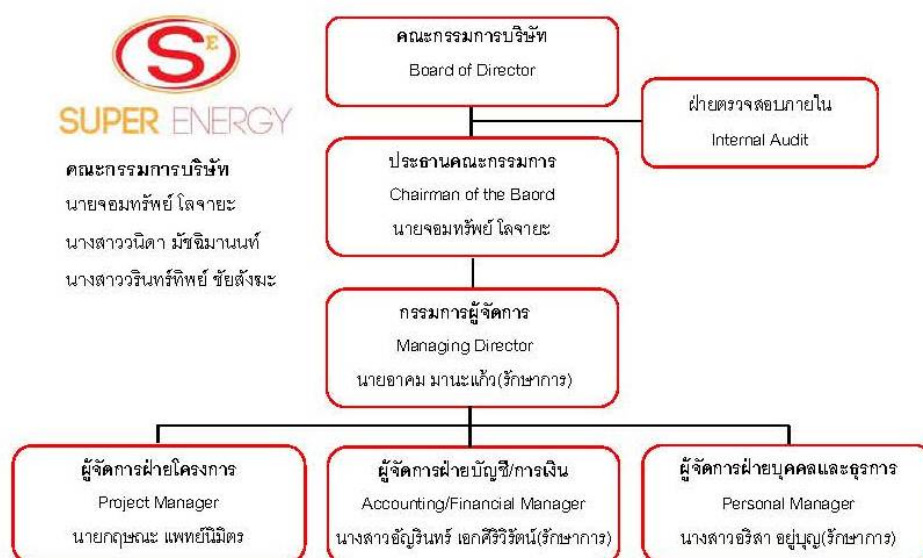 SE
SUPER ENERGY
คณะกรรมการบริษัท
นายจอมทรัพย์ โลจายะ
นางสาววนิดา มัชฉิมานนท์
นางสาววรินทร์ทิพย์ ชัยสังฆะ
คณะกรรมการบริษัท
Board of Director
ฝ่ายตรวจสอบภายใน
Internal Audit
ประธานคณะกรรมการ
Chairman of the Baord
นายจอมทรัพย์ โลจายะ
กรรมการผู้จัดการ
Managing Director
นายอาคม มานะแก้ว(รักษาการ)
ผู้จัดการฝ่ายโครงการ
Project Manager
นายกฤษณะ แพทย์นิมิตร
ผู้จัดการฝ่ายบัญชี/การเงิน
Accounting/Financial Manager
นางสาวอัญรินทร์ เอกศิริวิรัตน์(รักษาการ)
ผู้จัดการฝ่ายบุคคลและธุรการ
Personal Manager
นางสาวอริสา อยู่บุญ(รักษาการ)